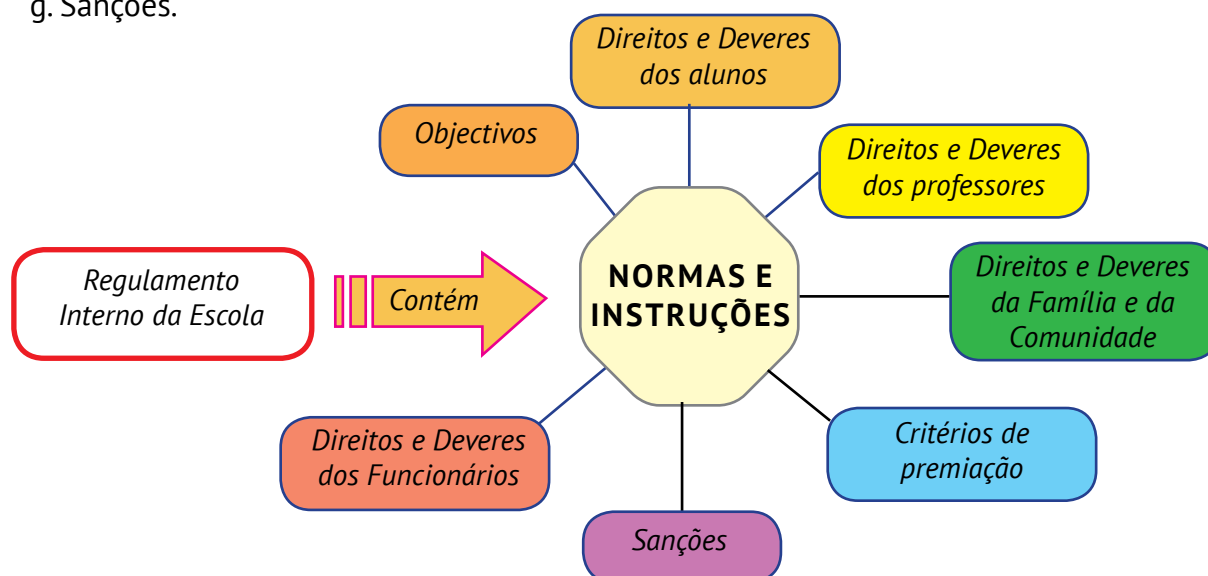 g. Sanções.
Direitos e Deveres
dos alunos
Objectivos
Direitos e Deveres
dos professores
Regulamento
Interno da Escola
Contém
NORMAS E
INSTRUÇÕES
Direitos e Deveres
da Família e da
Comunidade
Direitos e Deveres
dos Funcionários
Critérios de
premiação
Sanções